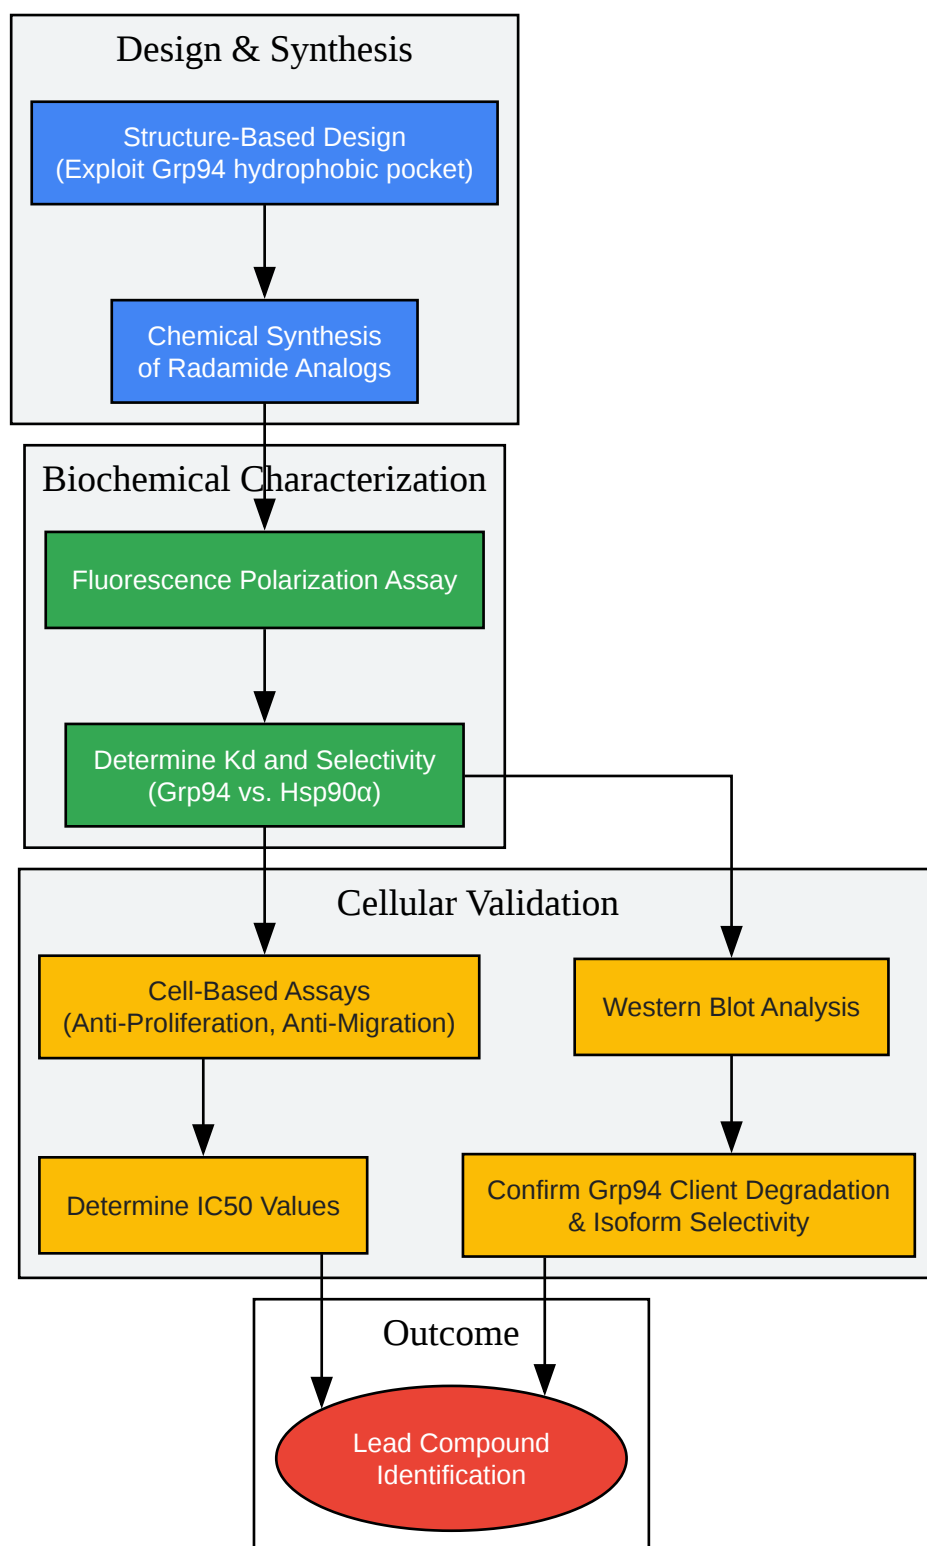 Design & Synthesis
Structure-Based Design
(Exploit Grp94 hydrophobic pocket)
Chemical Synthesis
of Radamide Analogs
Biochemical Characterization
Fluorescence Polarization Assay
Determine Kd and Selectivity
(Grp94 vs. Hsp90α)
Cellular Validation
Cell-Based Assays
(Anti-Proliferation, Anti-Migration)
Western Blot Analysis
Determine IC50 Values
Confirm Grp94 Client Degradation
& Isoform Selectivity
Outcome
Lead Compound
Identification